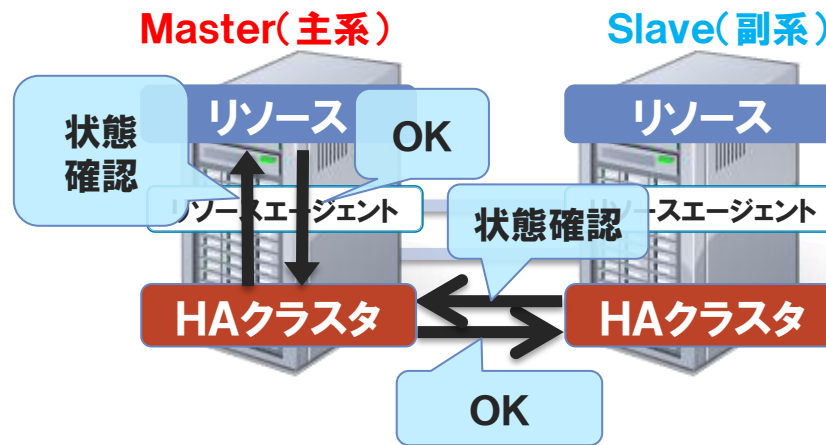 Master(主系)
Slave(副系)
状態
確認
リソース
OK
リソース
リソースエージェント
状態確認
リソースエージェント
HAクラスタ
HAクラスタ
OK